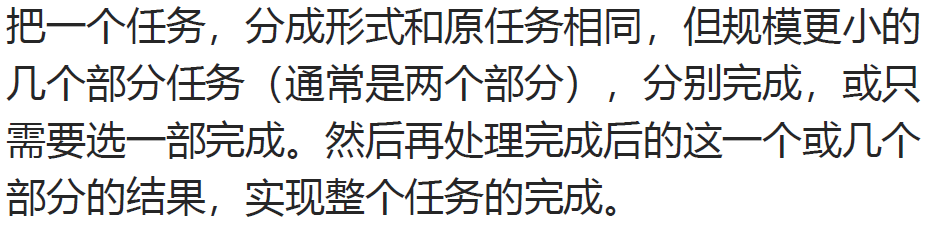 把一个任务，分成形式和原任务相同，但规模更小的
几个部分任务（通常是两个部分），分别完成，或只
需要选一部完成。然后再处理完成后的这一个或几个
部分的结果，实现整个任务的完成。